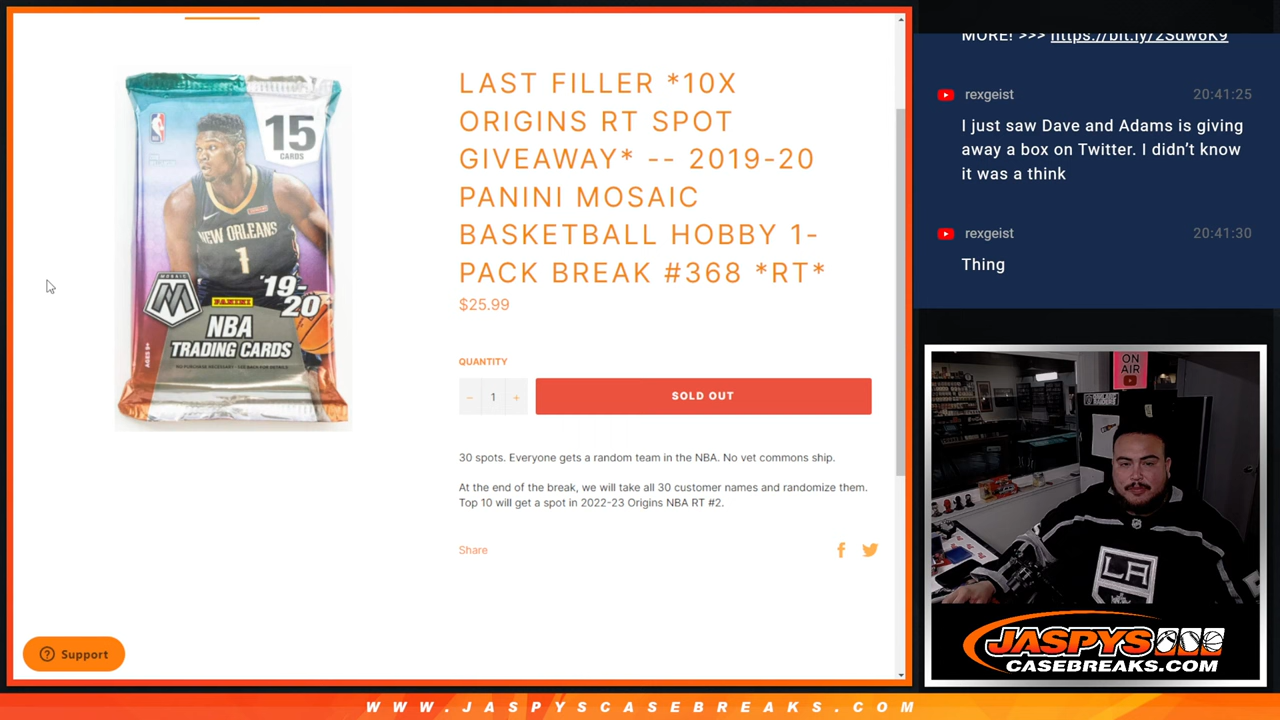 LAST FILLER *10X
ORIGINS RT SPOT
GIVEAWAY* -- 2019-20
PANINI MOSAIC
BASKETBALL HOBBY 1-
PACK BREAK #368 *RT*
$25.99
QUANTITY
− 1 +
SOLD OUT
30 spots. Everyone gets a random team in the NBA. No vet commons ship.
At the end of the break, we will take all 30 customer names and randomize them.
Top 10 will get a spot in 2022-23 Origins NBA RT #2.
Share
Support
15
CARDS
NEW ORLEANS
1
MOSAIC
M
19-
20
PANINI
NBA
TRADING CARDS
MORE! >>> https://bit.ly/2Sdw6K9
rexgeist 20:41:25
I just saw Dave and Adams is giving
away a box on Twitter. I didn't know
it was a think
rexgeist 20:41:30
Thing
ON
AIR
LA
JASPYS
CASEBREAKS.COM
WWW.JASPYSCASEBREAKS.COM